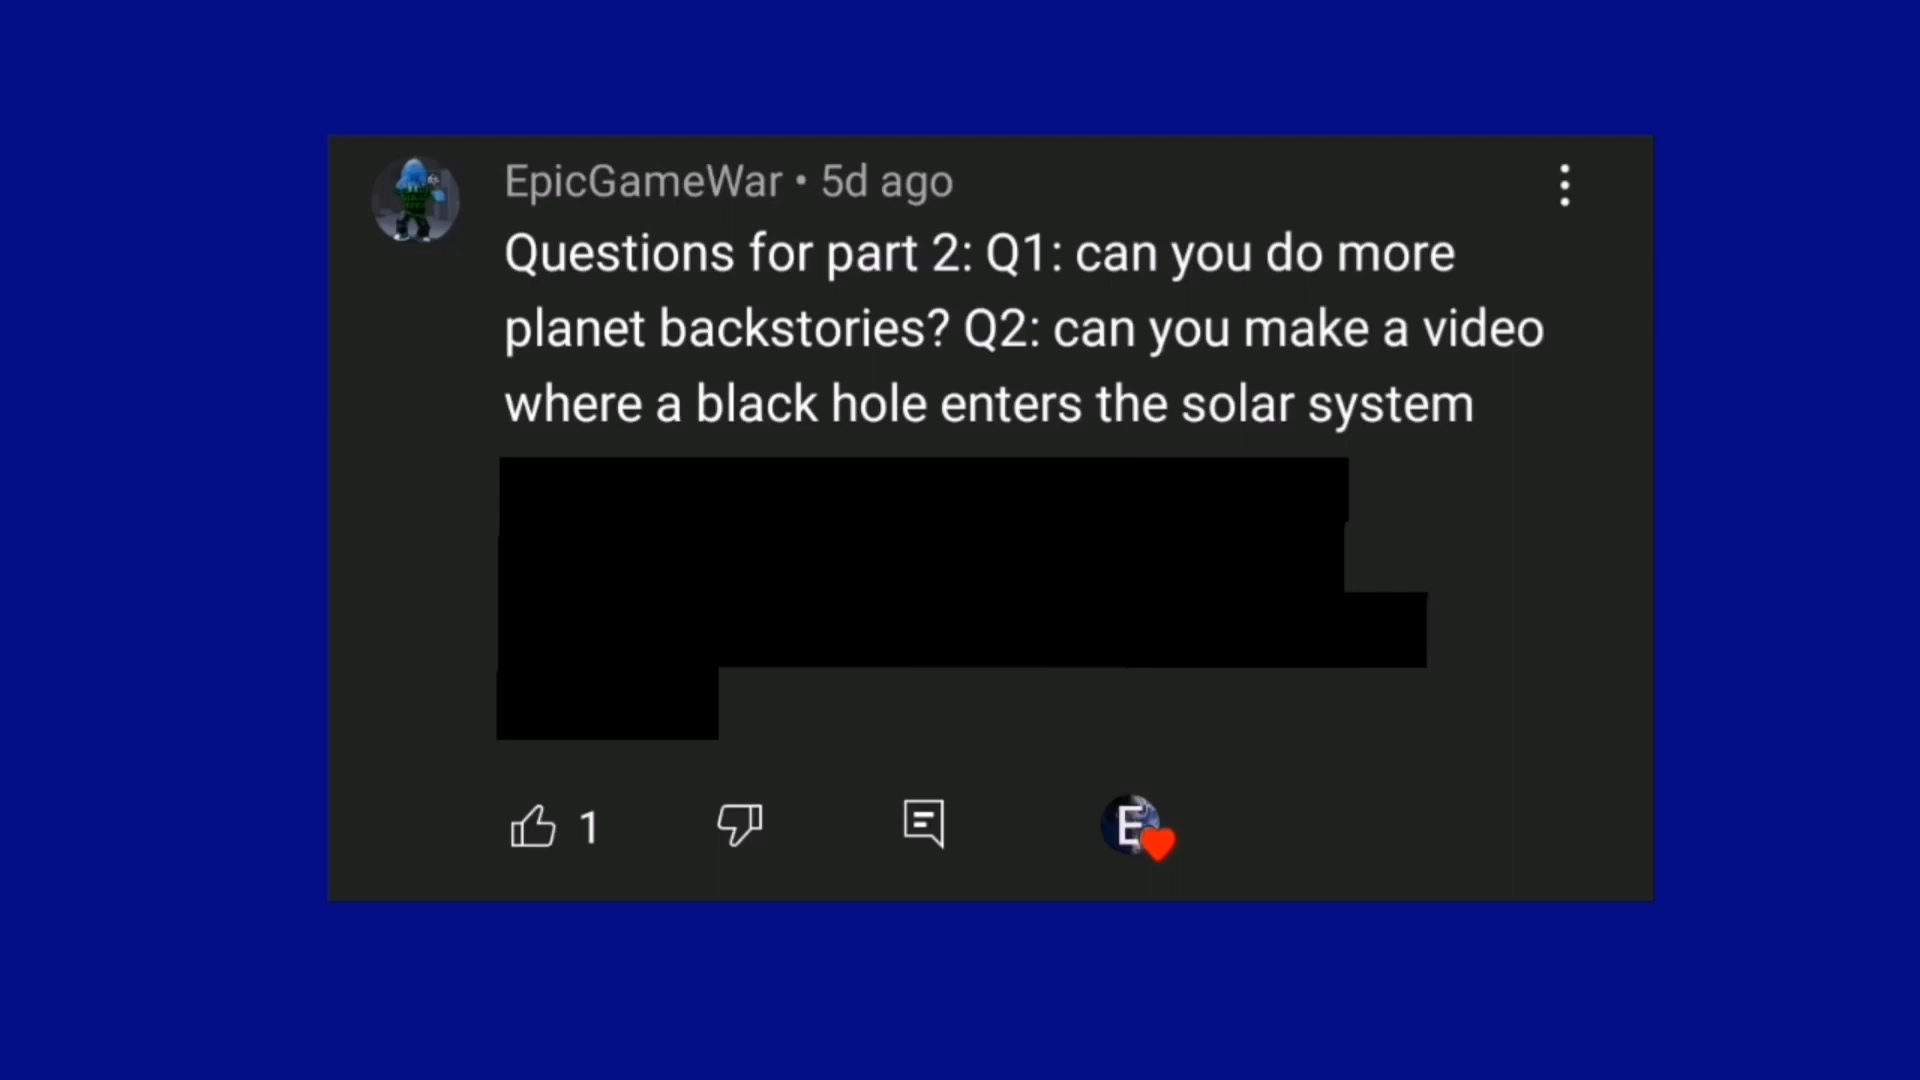 EpicGameWar • 5d ago
Questions for part 2: Q1: can you do more
planet backstories? Q2: can you make a video
where a black hole enters the solar system
1
E